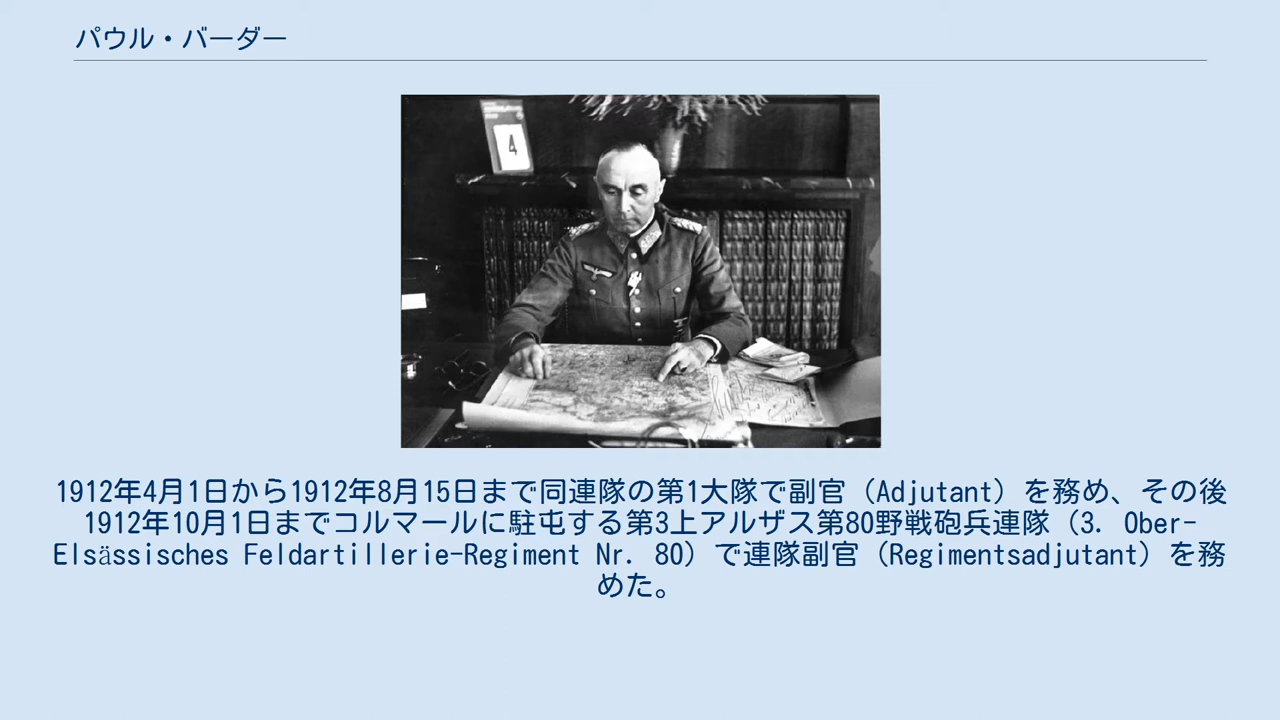 パウル・バーダー
4
1912年4月1日から1912年8月15日まで同連隊の第1大隊で副官（Adjutant）を務め、その後
1912年10月1日までコルマールに駐屯する第3上アルザス第80野戦砲兵連隊（3. Ober-
Elsässisches Feldartillerie-Regiment Nr. 80）で連隊副官（Regimentsadjutant）を務
めた。